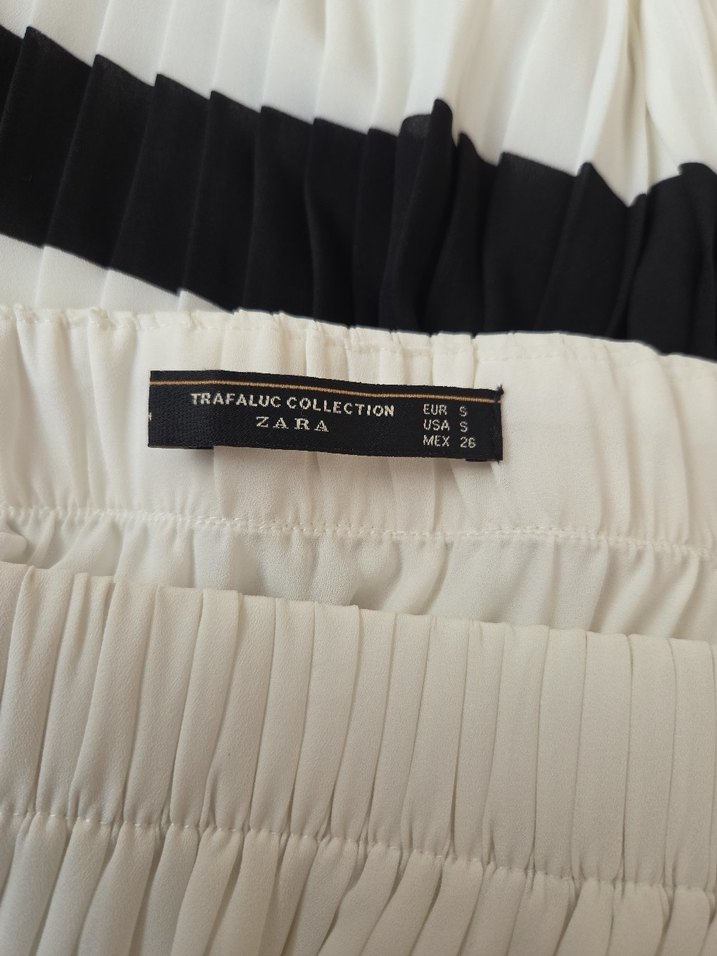 TRAFALUC COLLECTION
ZARA
EUR S
USA S
MEX 26